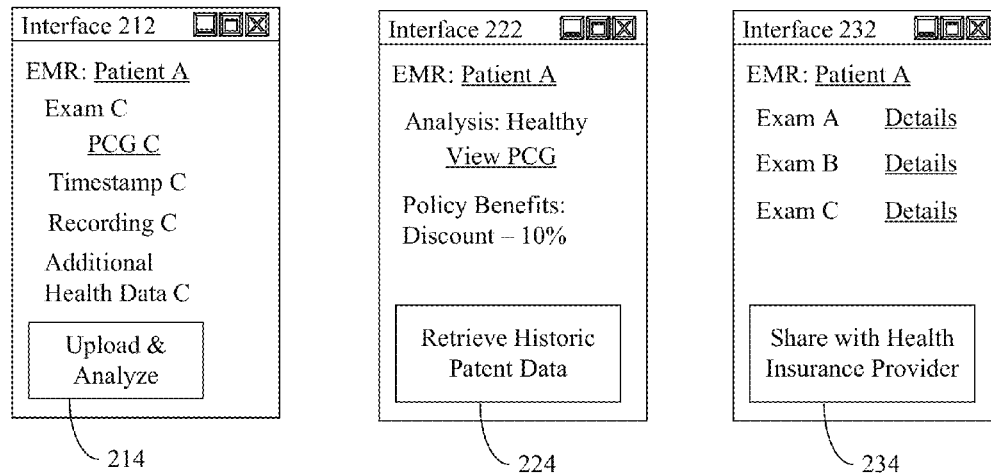 Interface 212
EMR: Patient A
Exam C
PCG C
Timestamp C
Recording C
Additional
Health Data C
Upload &
Analyze
214
Interface 222
EMR: Patient A
Analysis: Healthy
View PCG
Policy Benefits:
Discount – 10%
Retrieve Historic
Patent Data
224
Interface 232
EMR: Patient A
Exam A Details
Exam B Details
Exam C Details
Share with Health
Insurance Provider
234